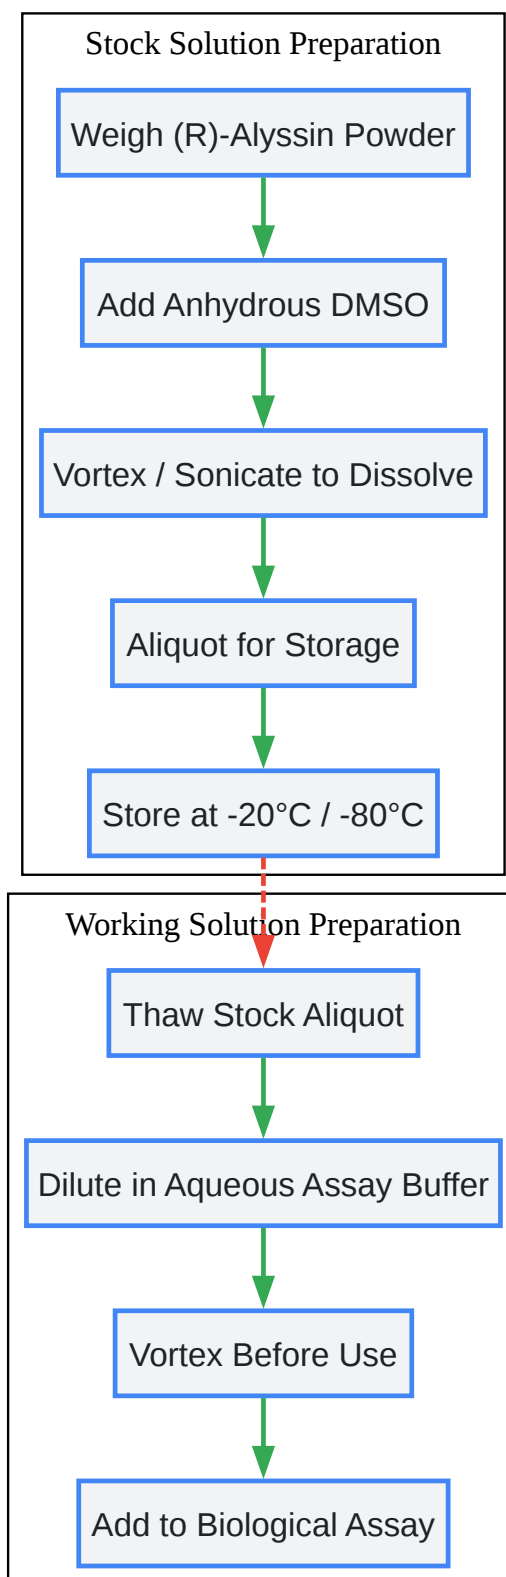 Stock Solution Preparation
Weigh (R)-Alyssin Powder
Add Anhydrous DMSO
Vortex / Sonicate to Dissolve
Aliquot for Storage
Store at -20°C / -80°C
Working Solution Preparation
Thaw Stock Aliquot
Dilute in Aqueous Assay Buffer
Vortex Before Use
Add to Biological Assay